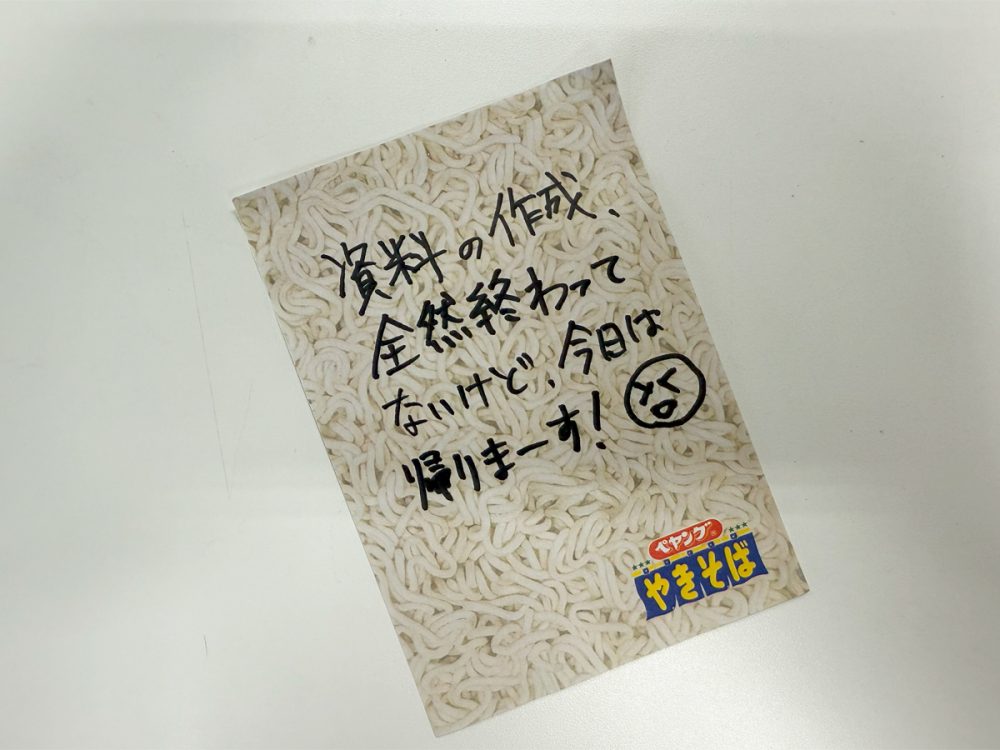 資料の作成、
全然終わって
ないけど、今日は
帰りまーす!
ペヤング
やきそば